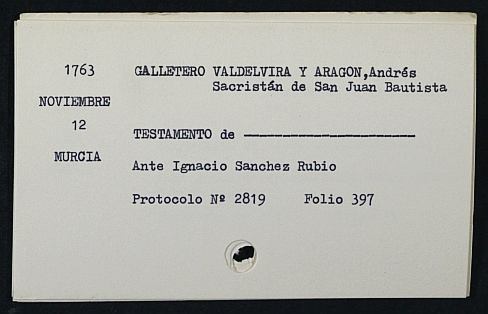 1763
GALLETERO VALDELVIRA Y ARAGON,Andrés
Sacristán de San Juan Bautista
NOVIEMBRE
12
TESTAMENTO de ----------------------
MURCIA
Ante Ignacio Sanchez Rubio
Protocolo Nº 2819 Folio 397